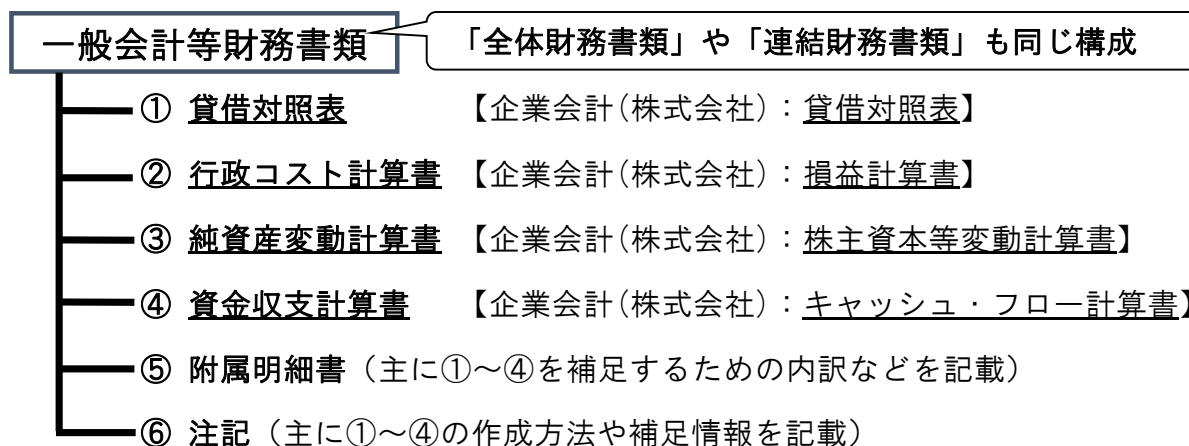 一般会計等財務書類
「全体財務書類」や「連結財務書類」も同じ構成
① 貸借対照表 【企業会計(株式会社)：貸借対照表】
② 行政コスト計算書 【企業会計(株式会社)：損益計算書】
③ 純資産変動計算書 【企業会計(株式会社)：株主資本等変動計算書】
④ 資金収支計算書 【企業会計(株式会社)：キャッシュ・フロー計算書】
⑤ 附属明細書（主に①～④を補足するための内訳などを記載）
⑥ 注記（主に①～④の作成方法や補足情報を記載）